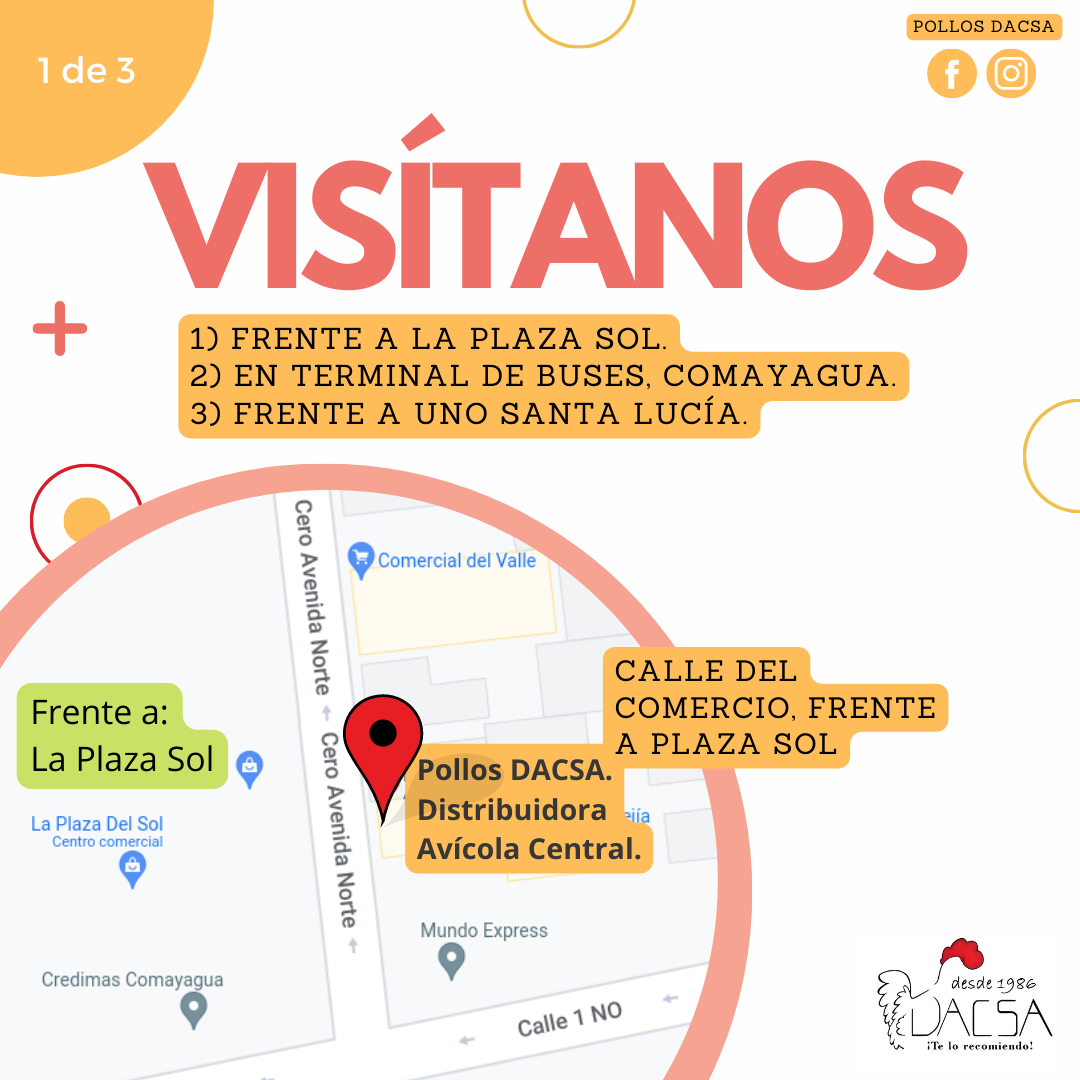 1 de 3
POLLOS DACSA
VISÍTANOS
1) FRENTE A LA PLAZA SOL.
2) EN TERMINAL DE BUSES, COMAYAGUA.
3) FRENTE A UNO SANTA LUCÍA.
Cero Avenida Norte
Comercial del Valle
CALLE DEL
COMERCIO, FRENTE
A PLAZA SOL
Frente a:
La Plaza Sol
Cero Avenida Norte
Pollos DACSA.
Distribuidora
Avícola Central.
La Plaza Del Sol
Centro comercial
Mundo Express
Credimas Comayagua
Calle 1 NO
desde 1986
DACSA
¡Te lo recomiendo!